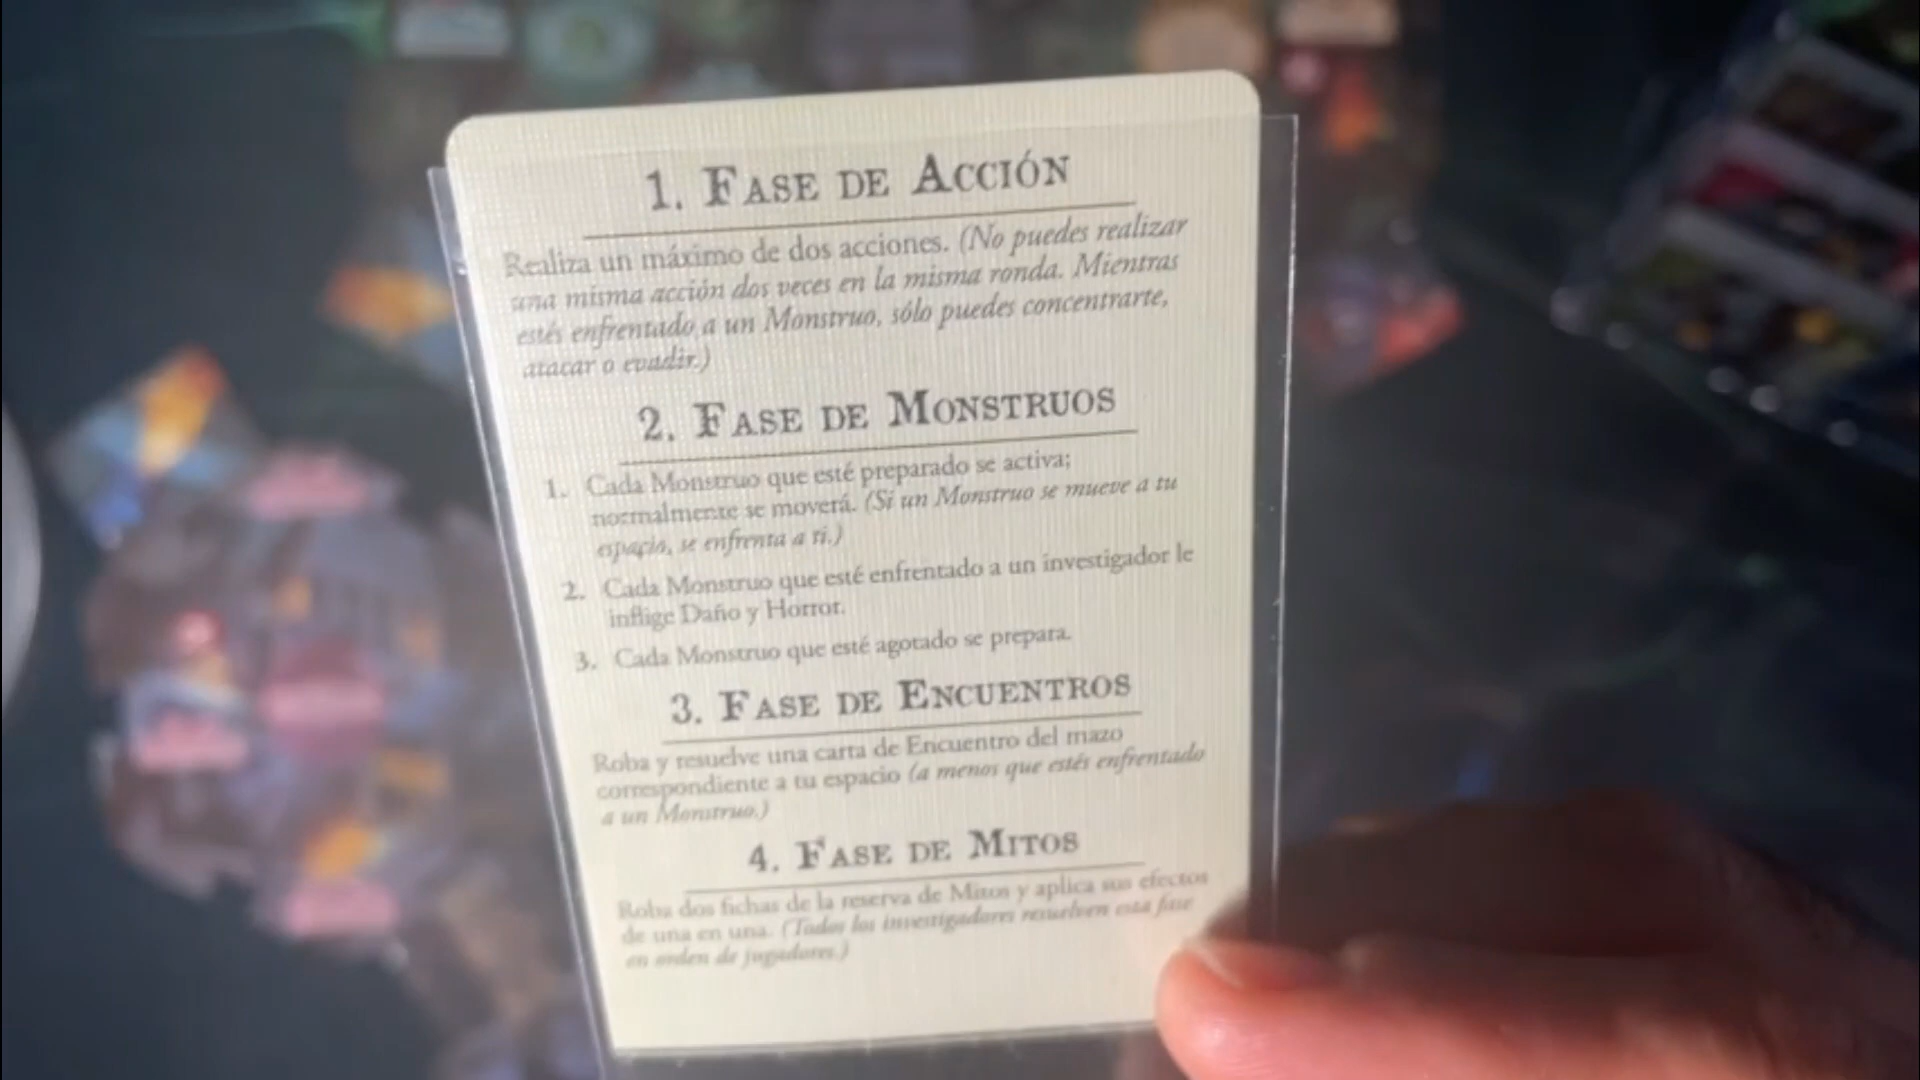 1. Fase de Acción
Realiza un máximo de dos acciones. (No puedes realizar
una misma acción dos veces en la misma ronda. Mientras
estés enfrentado a un Monstruo, sólo puedes concentrarte,
atacar o evadir.)
2. Fase de Monstruos
1. Cada Monstruo que esté preparado se activa;
normalmente se moverá. (Si un Monstruo se mueve a tu
espacio, se enfrenta a ti.)
2. Cada Monstruo que esté enfrentado a un investigador le
inflige Daño y Horror.
3. Cada Monstruo que esté agotado se prepara.
3. Fase de Encuentros
Roba y resuelve una carta de Encuentro del mazo
correspondiente a tu espacio (a menos que estés enfrentado
a un Monstruo.)
4. Fase de Mitos
Roba dos fichas de la reserva de Mitos y aplica sus efectos
de una en una. (Todos los investigadores resuelven esta fase
en orden de jugadores.)